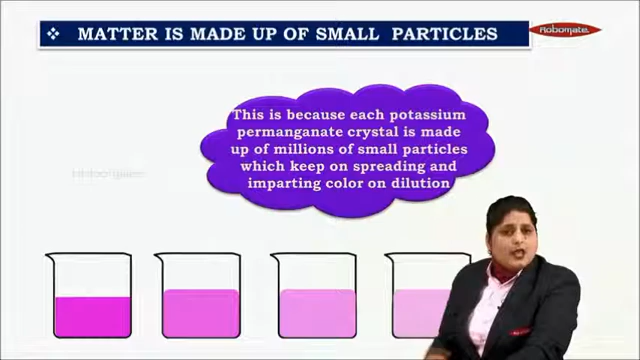 ❖ MATTER IS MADE UP OF SMALL PARTICLES
Robomate
This is because each potassium
permanganate crystal is made
up of millions of small particles
which keep on spreading and
imparting color on dilution